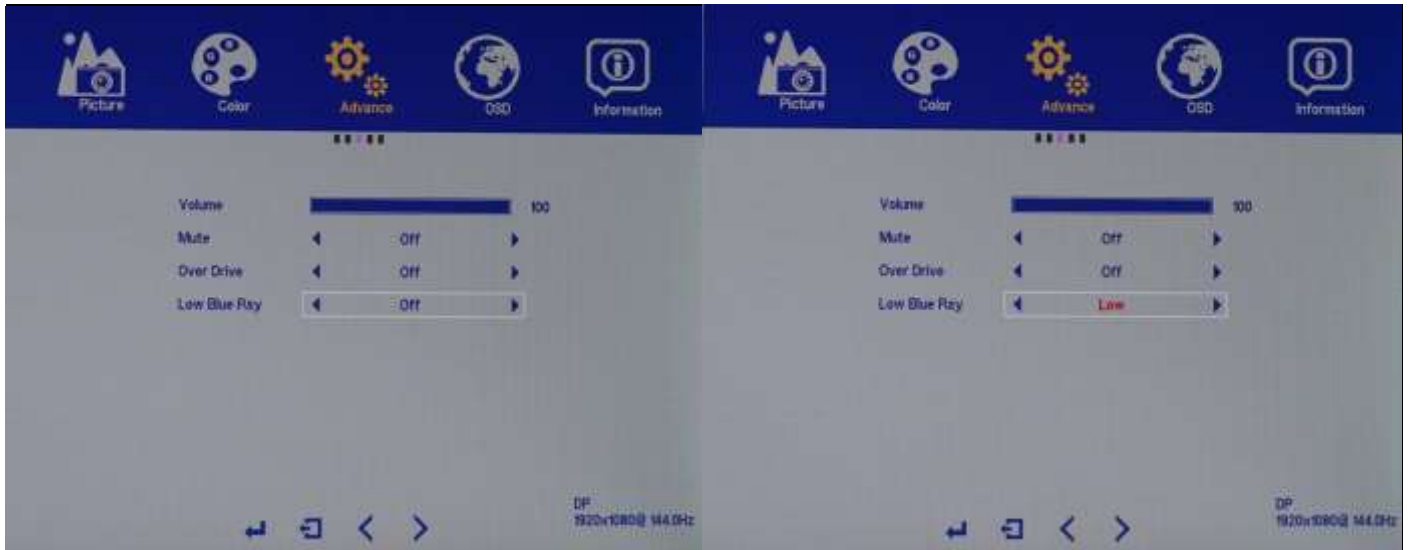 Picture Color Advance OSD Information
Volume 100
Mute Off
Over Drive Off
Low Blue Ray Off
DP
1920x1080@ 144.0Hz
Picture Color Advance OSD Information
Volume 100
Mute Off
Over Drive Off
Low Blue Ray Low
DP
1920x1080@ 144.0Hz